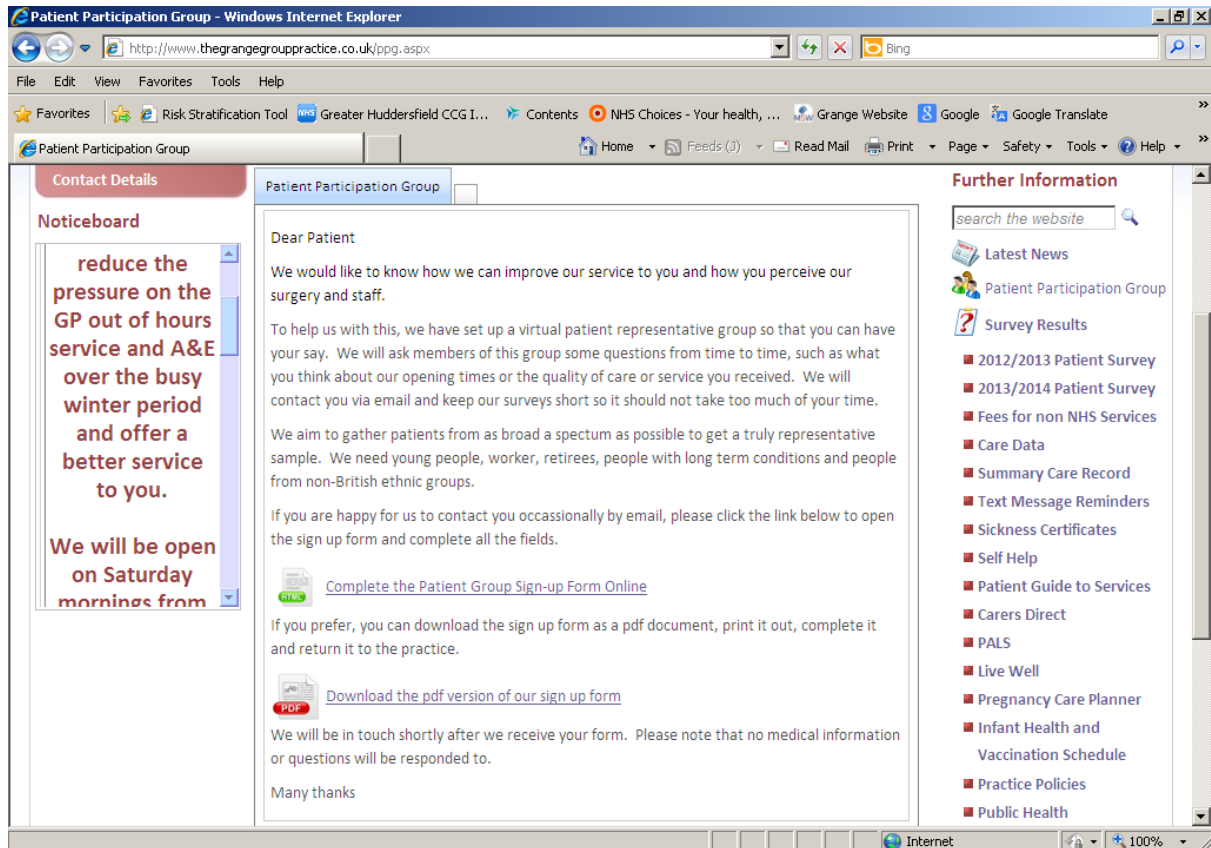 Patient Participation Group - Windows Internet Explorer
http://www.thegrangegrouppractice.co.uk/ppg.aspx
Bing
File Edit View Favorites Tools Help
Favorites Risk Stratification Tool Greater Huddersfield CCG I... Contents NHS Choices - Your health, ... Grange Website Google Google Translate
Patient Participation Group
Home Feeds (J) Read Mail Print Page Safety Tools Help
Contact Details
Noticeboard
reduce the
pressure on the
GP out of hours
service and A&E
over the busy
winter period
and offer a
better service
to you.
We will be open
on Saturday
mornings from
Patient Participation Group
Dear Patient
We would like to know how we can improve our service to you and how you perceive our
surgery and staff.
To help us with this, we have set up a virtual patient representative group so that you can have
your say. We will ask members of this group some questions from time to time, such as what
you think about our opening times or the quality of care or service you received. We will
contact you via email and keep our surveys short so it should not take too much of your time.
We aim to gather patients from as broad a spectum as possible to get a truly representative
sample. We need young people, worker, retirees, people with long term conditions and people
from non-British ethnic groups.
If you are happy for us to contact you occassionally by email, please click the link below to open
the sign up form and complete all the fields.
HTML
Complete the Patient Group Sign-up Form Online
If you prefer, you can download the sign up form as a pdf document, print it out, complete it
and return it to the practice.
PDF
Download the pdf version of our sign up form
We will be in touch shortly after we receive your form. Please note that no medical information
or questions will be responded to.
Many thanks
Further Information
search the website
Latest News
Patient Participation Group
Survey Results
2012/2013 Patient Survey
2013/2014 Patient Survey
Fees for non NHS Services
Care Data
Summary Care Record
Text Message Reminders
Sickness Certificates
Self Help
Patient Guide to Services
Carers Direct
PALS
Live Well
Pregnancy Care Planner
Infant Health and
Vaccination Schedule
Practice Policies
Public Health
Internet
100%